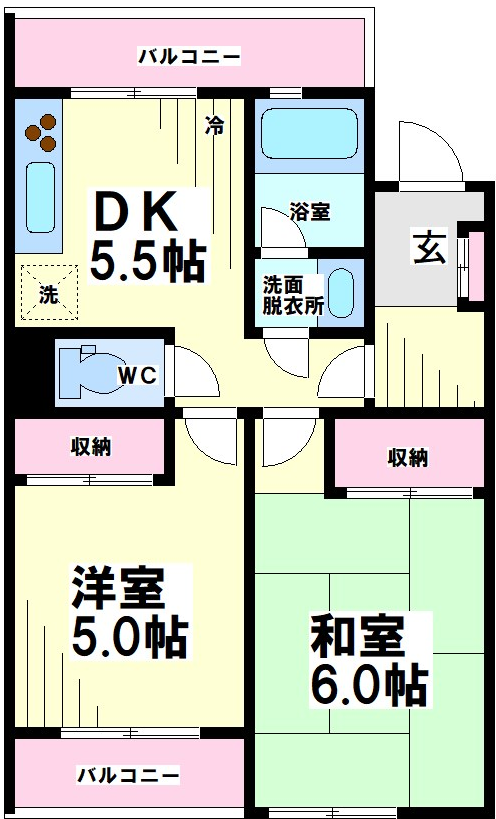 バルコニー
冷
DK
5.5帖
浴室
玄
洗
洗面
脱衣所
WC
収納
収納
洋室
5.0帖
和室
6.0帖
バルコニー